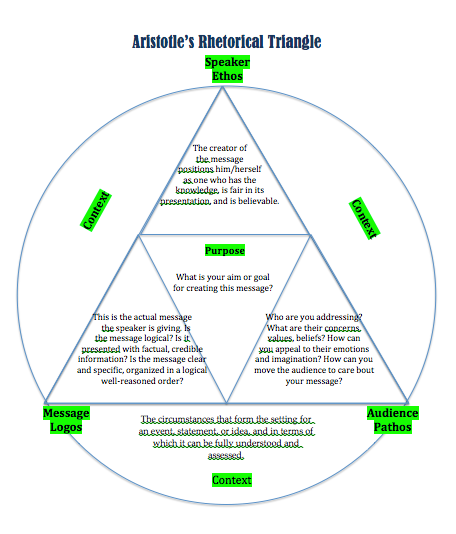 Aristotle's Rhetorical Triangle
Speaker
Ethos
The creator of
the message
positions him/herself
as one who has the
knowledge, is fair in its
presentation, and is believable.
Context
Context
Purpose
What is your aim or goal
for creating this message?
This is the actual message
the speaker is giving. Is
the message logical? Is it
presented with factual, credible
information? Is the message clear
and specific, organized in a logical
well-reasoned order?
Who are you addressing?
What are their concerns,
values, beliefs? How can
you appeal to their emotions
and imagination? How can you
move the audience to care bout
your message?
Message
Logos
Audience
Pathos
The circumstances that form the setting for
an event, statement, or idea, and in terms of
which it can be fully understood and
assessed.
Context